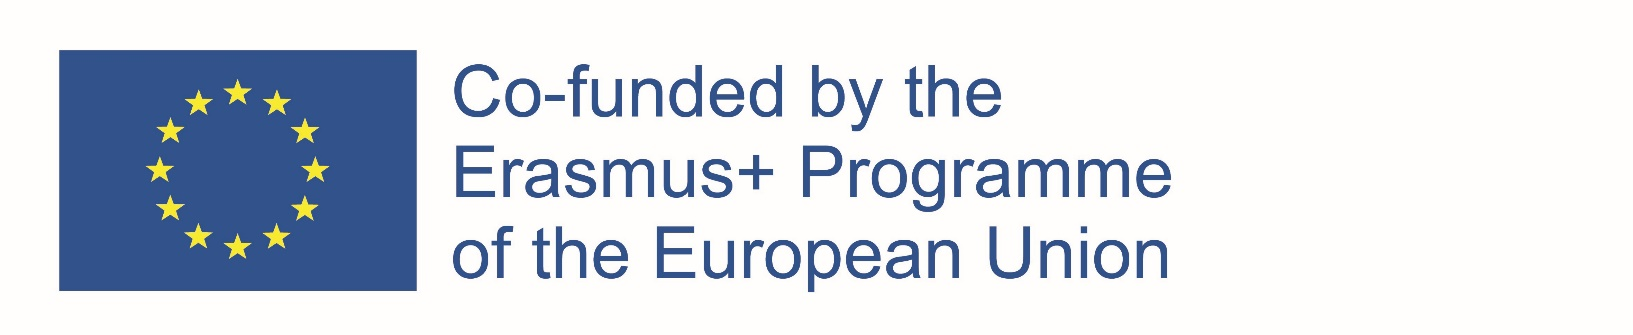 Co-funded by the
Erasmus+ Programme
of the European Union